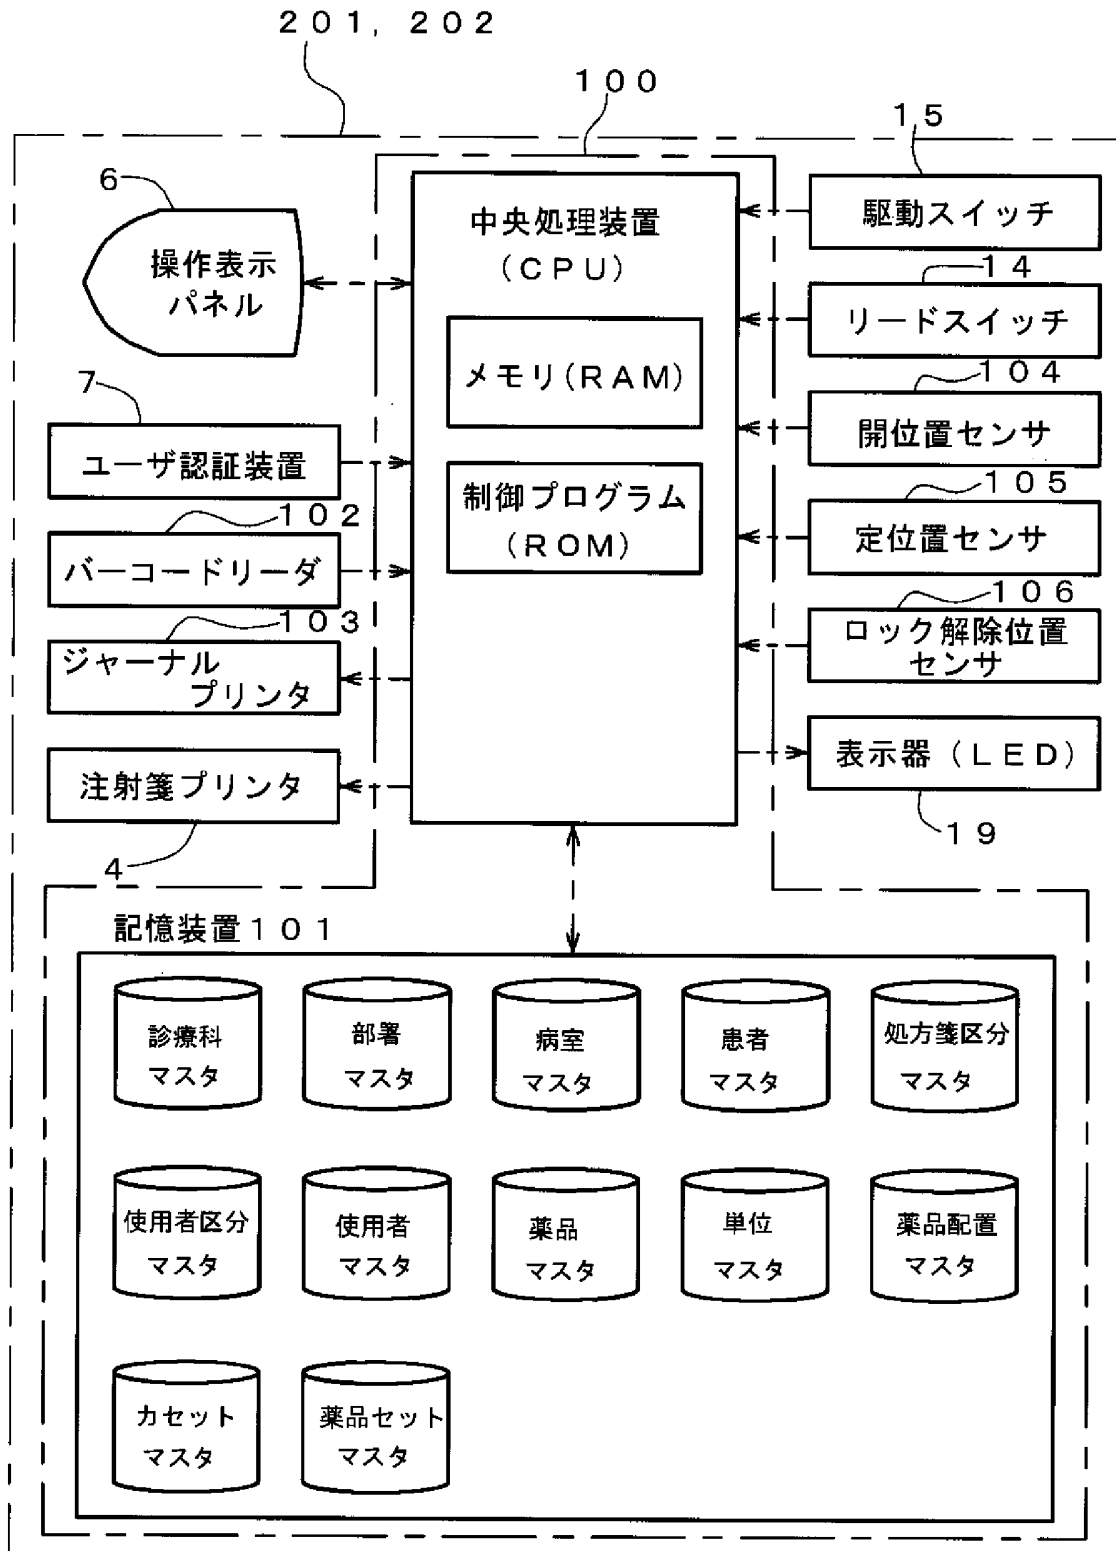 201, 202
100
6
操作表示
パネル
7
ユーザ認証装置
102
バーコードリーダ
103
ジャーナル
プリンタ
注射箋プリンタ
4
中央処理装置
(CPU)
メモリ(RAM)
制御プログラム
(ROM)
15
駆動スイッチ
14
リードスイッチ
104
開位置センサ
105
定位置センサ
106
ロック解除位置
センサ
表示器(LED)
19
記憶装置101
診療科
マスタ
部署
マスタ
病室
マスタ
患者
マスタ
処方箋区分
マスタ
使用者区分
マスタ
使用者
マスタ
薬品
マスタ
単位
マスタ
薬品配置
マスタ
カセット
マスタ
薬品セット
マスタ